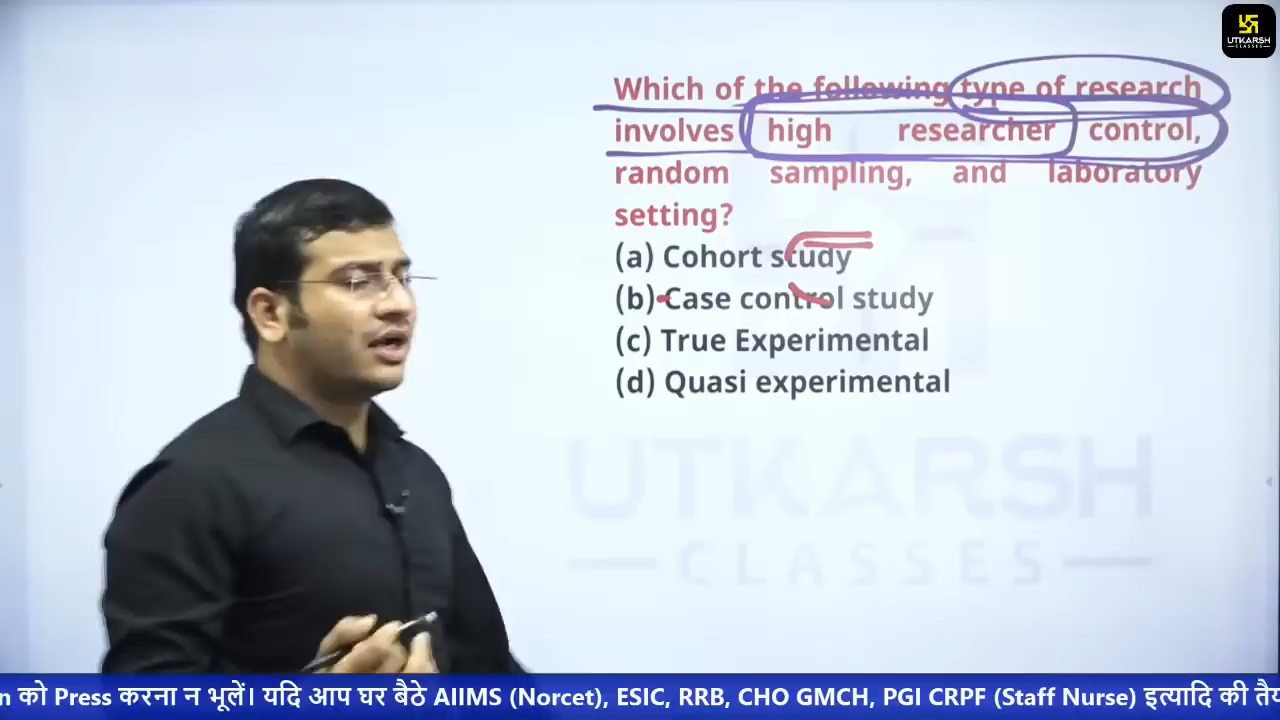 UTKARSH
CLASSES
Which of the following type of research
involves high researcher control,
random sampling, and laboratory
setting?
(a) Cohort study
(b) Case control study
(c) True Experimental
(d) Quasi experimental
UTKARSH
CLASSES
n को Press करना न भूलें। यदि आप घर बैठे AIIMS (Norcet), ESIC, RRB, CHO GMCH, PGI CRPF (Staff Nurse) इत्यादि की तै